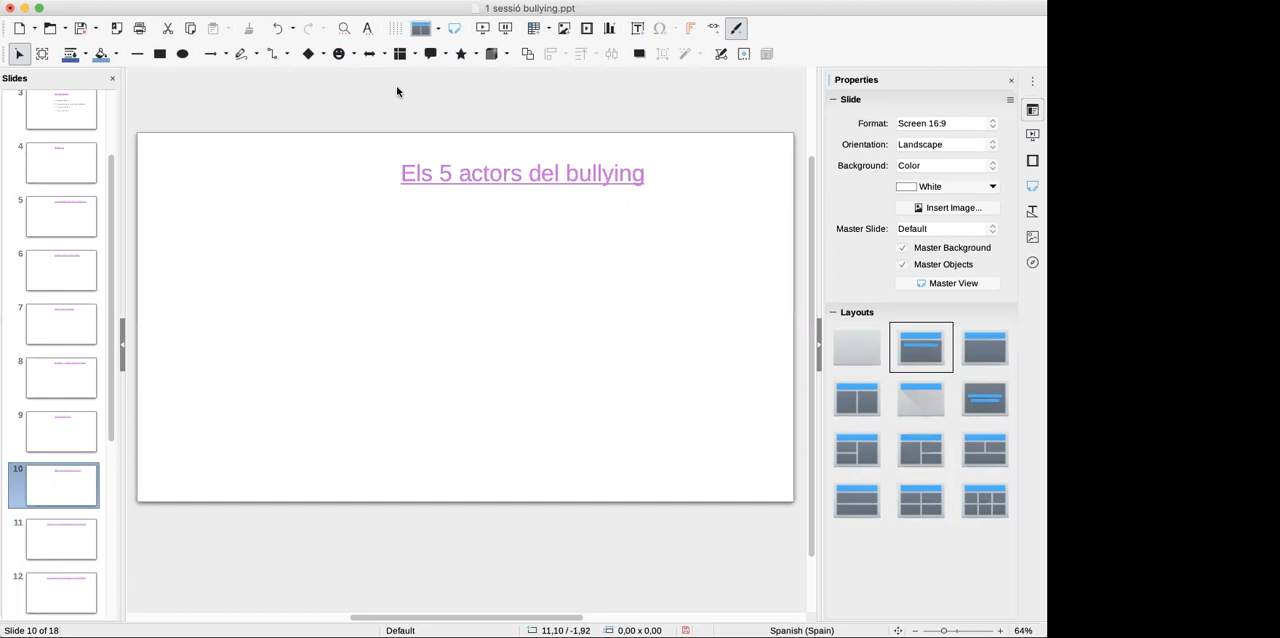 1 sessió bullying.ppt
Slides
Properties
Slide
Format: Screen 16:9
Orientation: Landscape
Background: Color
White
Insert Image...
Master Slide: Default
Master Background
Master Objects
Master View
Layouts
3
4
5
6
7
8
9
10
11
12
Els 5 actors del bullying
Slide 10 of 18
Default
11,10 / -1,92
0,00 x 0,00
Spanish (Spain)
64%